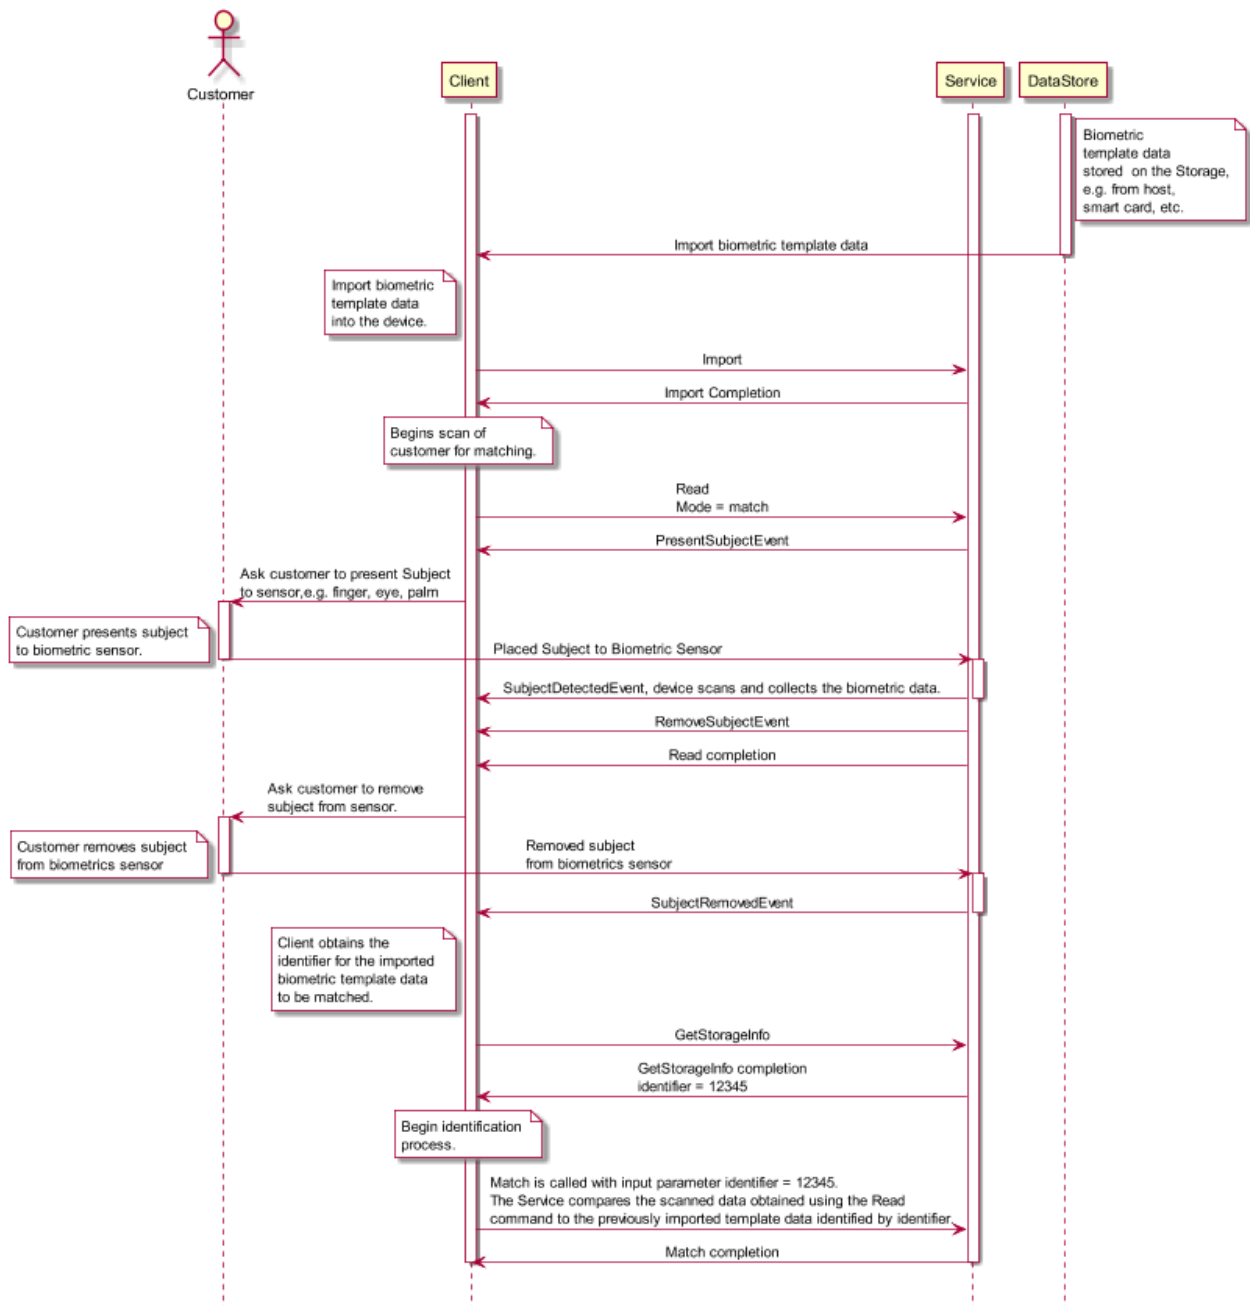 Customer
Client
Service
DataStore
Biometric
template data
stored on the Storage,
e.g. from host,
smart card, etc.
Import biometric template data
Import biometric
template data
into the device.
Import
Import Completion
Begins scan of
customer for matching.
Read
Mode = match
PresentSubjectEvent
Ask customer to present Subject
to sensor,e.g. finger, eye, palm
Customer presents subject
to biometric sensor.
Placed Subject to Biometric Sensor
SubjectDetectedEvent, device scans and collects the biometric data.
RemoveSubjectEvent
Read completion
Ask customer to remove
subject from sensor.
Customer removes subject
from biometrics sensor
Removed subject
from biometrics sensor
SubjectRemovedEvent
Client obtains the
identifier for the imported
biometric template data
to be matched.
GetStorageInfo
GetStorageInfo completion
identifier = 12345
Begin identification
process.
Match is called with input parameter identifier = 12345.
The Service compares the scanned data obtained using the Read
command to the previously imported template data identified by identifier.
Match completion